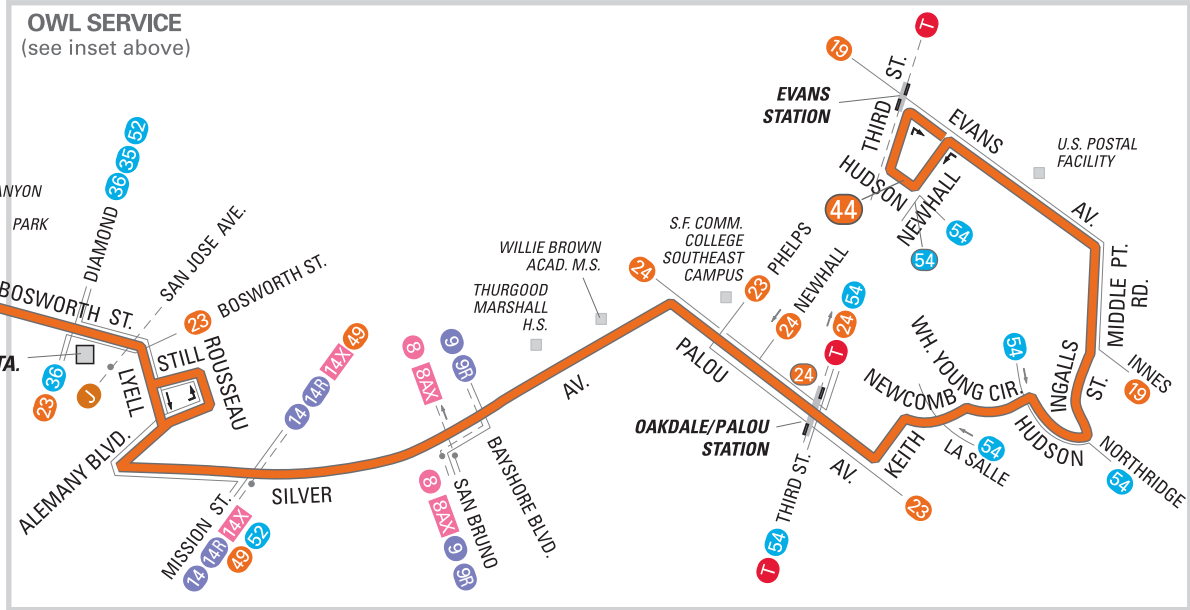 OWL SERVICE
(see inset above)
T
19
EVANS
STATION
THIRD ST.
EVANS AV.
U.S. POSTAL
FACILITY
HUDSON
NEWHALL
44
54
54
52
35
36
ANYON
PARK
DIAMOND
SAN JOSE AVE.
BOSWORTH ST.
23
BOSWORTH ST.
TA.
STILL
ROUSSEAU
LYELL
36
23
J
ALEMANY BLVD.
WILLIE BROWN
ACAD. M.S.
THURGOOD
MARSHALL
H.S.
S.F. COMM.
COLLEGE
SOUTHEAST
CAMPUS
24
23
PHELPS
24
NEWHALL
54
24
T
24
MIDDLE PT.
RD.
INNES
19
INGALLS
ST.
54
WH. YOUNG CIR.
NEWCOMB
HUDSON
NORTHRIDGE
54
54
LA SALLE
KEITH
PALOU AV.
23
OAKDALE/PALOU
STATION
THIRD ST.
54
T
14 14R 14X 49
8 8AX
9 9R
SILVER AV.
MISSION ST.
14 14R 14X
49 52
SAN BRUNO
BAYSHORE BLVD.
8 8AX 9 9R